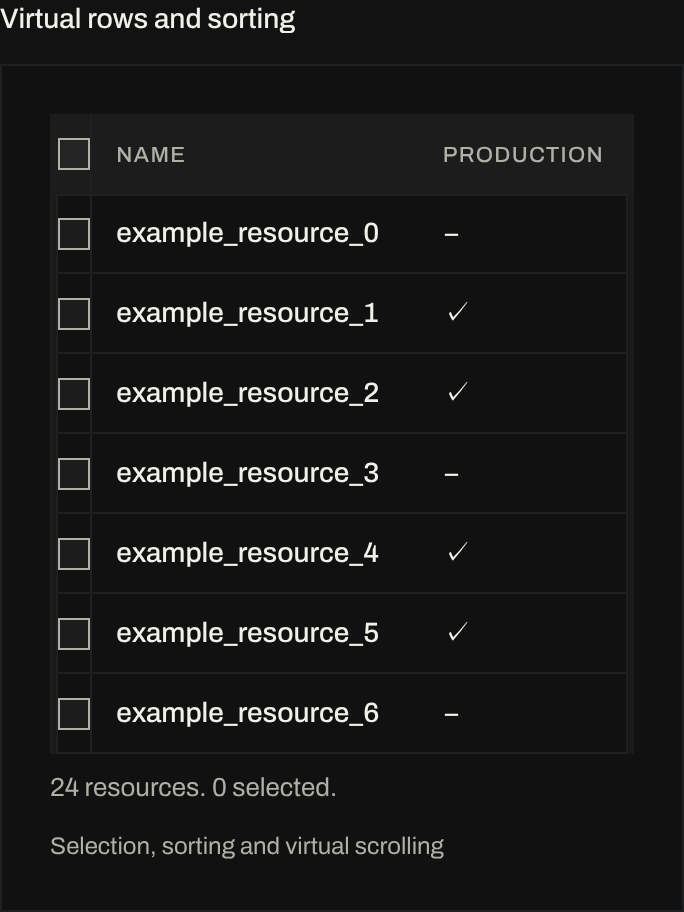 Virtual rows and sorting
NAME PRODUCTION
example_resource_0 –
example_resource_1 ✓
example_resource_2 ✓
example_resource_3 –
example_resource_4 ✓
example_resource_5 ✓
example_resource_6 –
24 resources. 0 selected.
Selection, sorting and virtual scrolling